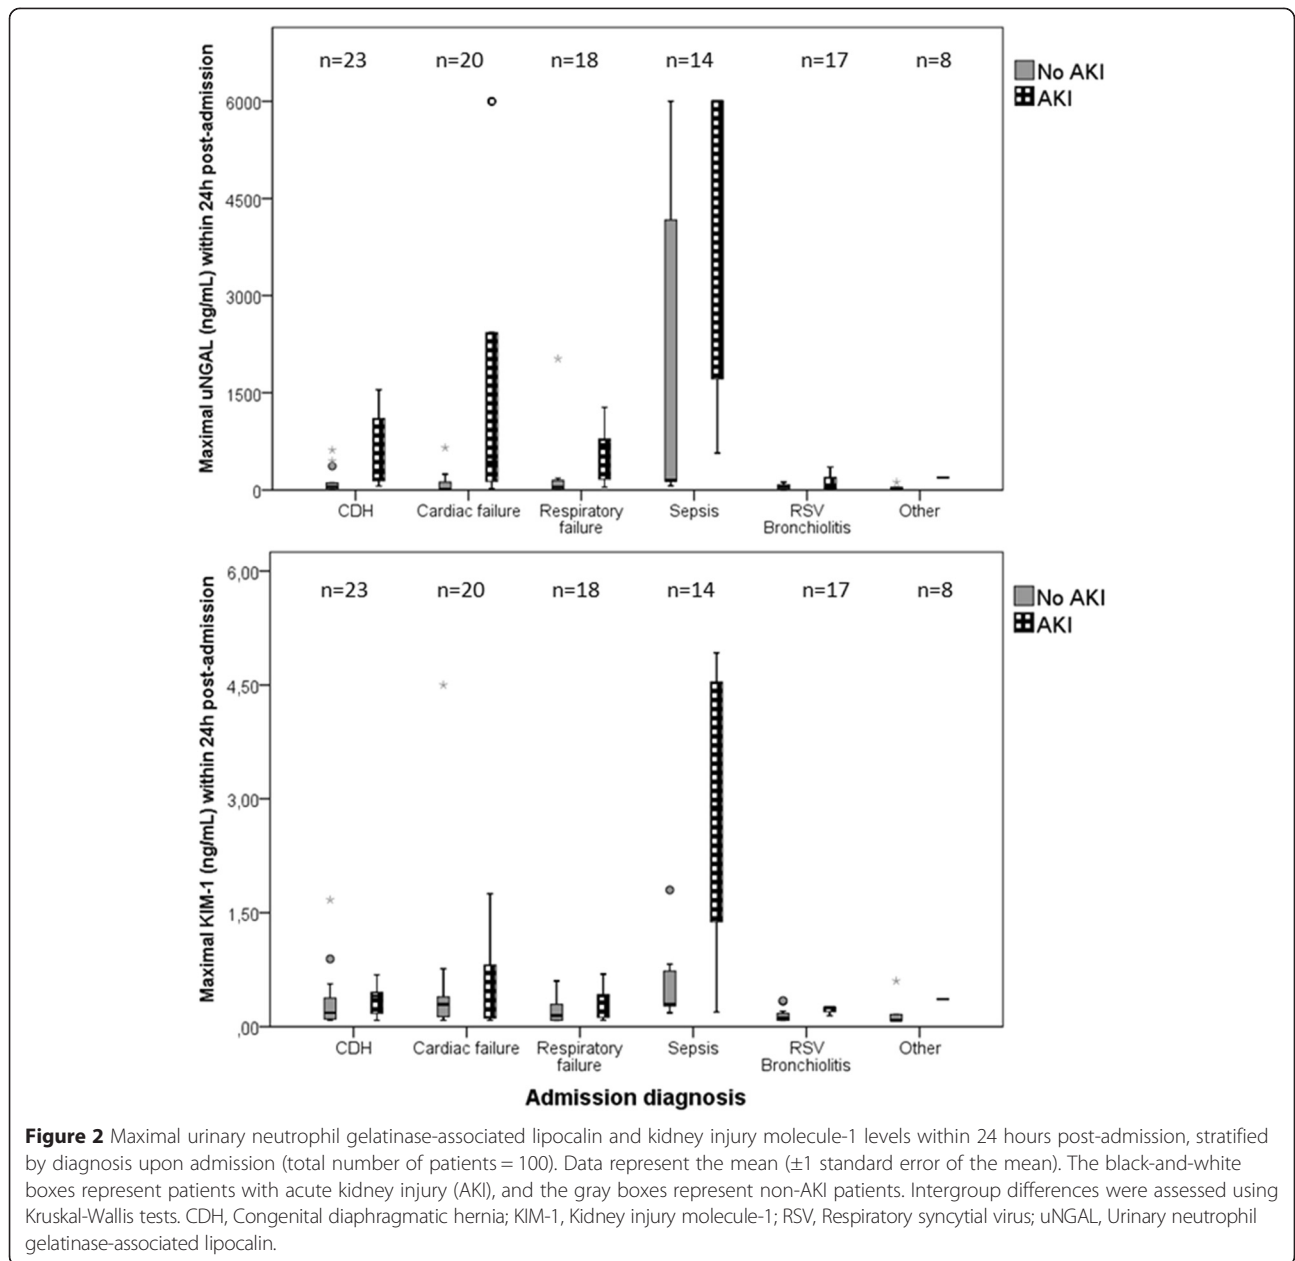 n=23 n=20 n=18 n=14 n=17 n=8
No AKI
AKI
Maximal uNGAL (ng/mL) within 24h post-admission
6000
4500
3000
1500
0
CDH Cardiac failure Respiratory failure Sepsis RSV Bronchiolitis Other
n=23 n=20 n=18 n=14 n=17 n=8
No AKI
AKI
Maximal KIM-1 (ng/mL) within 24h post-admission
6,00
4,50
3,00
1,50
,00
CDH Cardiac failure Respiratory failure Sepsis RSV Bronchiolitis Other
Admission diagnosis
Figure 2 Maximal urinary neutrophil gelatinase-associated lipocalin and kidney injury molecule-1 levels within 24 hours post-admission, stratified
by diagnosis upon admission (total number of patients = 100). Data represent the mean (±1 standard error of the mean). The black-and-white
boxes represent patients with acute kidney injury (AKI), and the gray boxes represent non-AKI patients. Intergroup differences were assessed using
Kruskal-Wallis tests. CDH, Congenital diaphragmatic hernia; KIM-1, Kidney injury molecule-1; RSV, Respiratory syncytial virus; uNGAL, Urinary neutrophil
gelatinase-associated lipocalin.